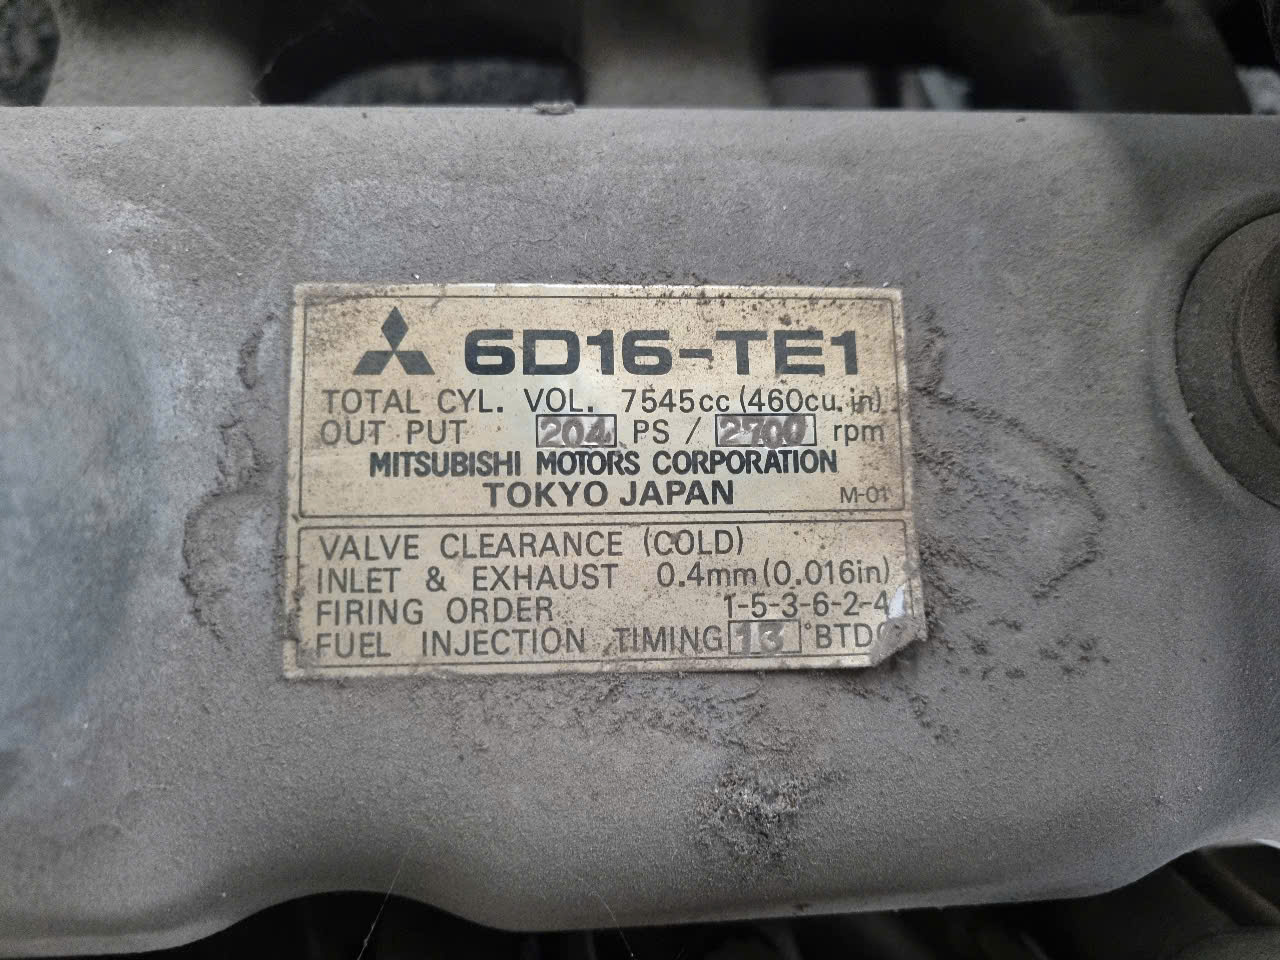 6D16-TE1
TOTAL CYL. VOL. 7545cc (460cu.in)
OUT PUT 204 PS / 2700 rpm
MITSUBISHI MOTORS CORPORATION
TOKYO JAPAN M-01
VALVE CLEARANCE (COLD)
INLET & EXHAUST 0.4mm (0.016in)
FIRING ORDER 1-5-3-6-2-4
FUEL INJECTION TIMING 13 °BTDC